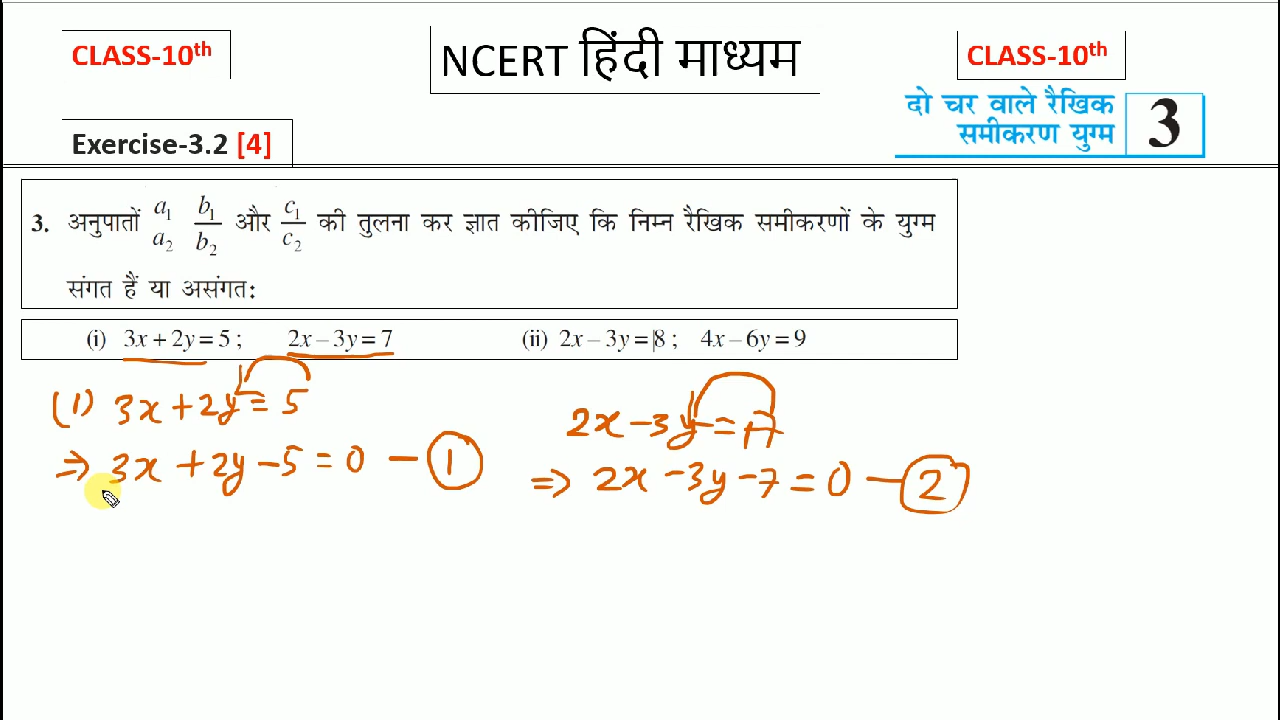 CLASS-10th
NCERT हिंदी माध्यम
CLASS-10th
दो चर वाले रैखिक
समीकरण युग्म
3
Exercise-3.2 [4]
3. अनुपातों a₁/a₂ b₁/b₂ और c₁/c₂ की तुलना कर ज्ञात कीजिए कि निम्न रैखिक समीकरणों के युग्म
संगत हैं या असंगत:
(i) 3x + 2y = 5 ; 2x – 3y = 7 (ii) 2x – 3y = 8 ; 4x – 6y = 9
(1) 3x + 2y = 5
2x - 3y = 7
⇒ 3x + 2y - 5 = 0 - 1
⇒ 2x - 3y - 7 = 0 - 2